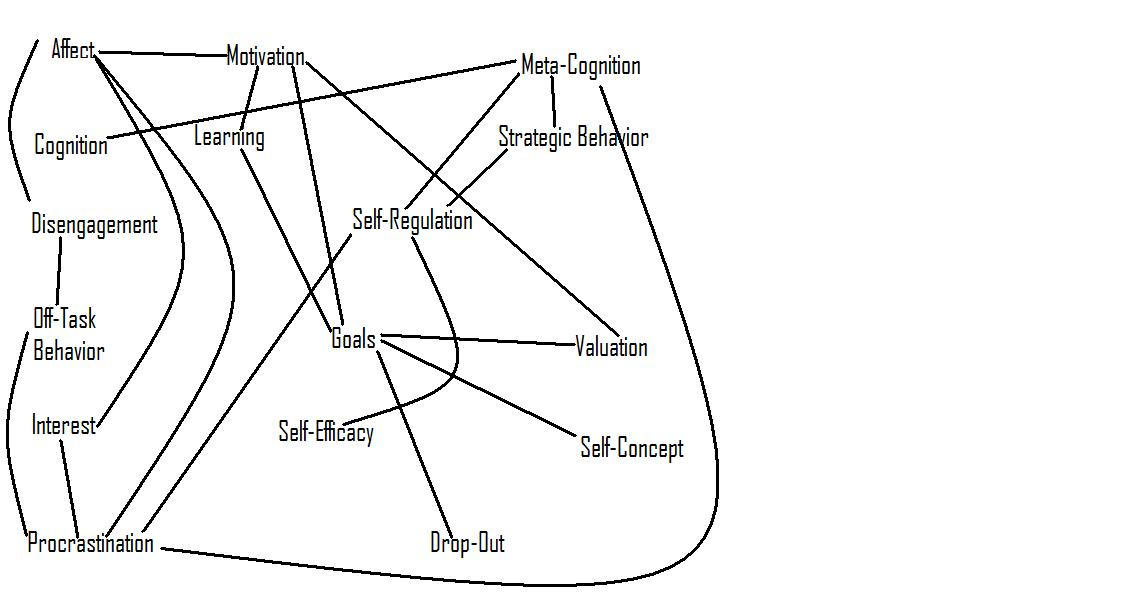 Affect
Motivation
Meta-Cognition
Cognition
Learning
Strategic Behavior
Disengagement
Self-Regulation
Off-Task
Behavior
Goals
Valuation
Interest
Self-Efficacy
Self-Concept
Procrastination
Drop-Out